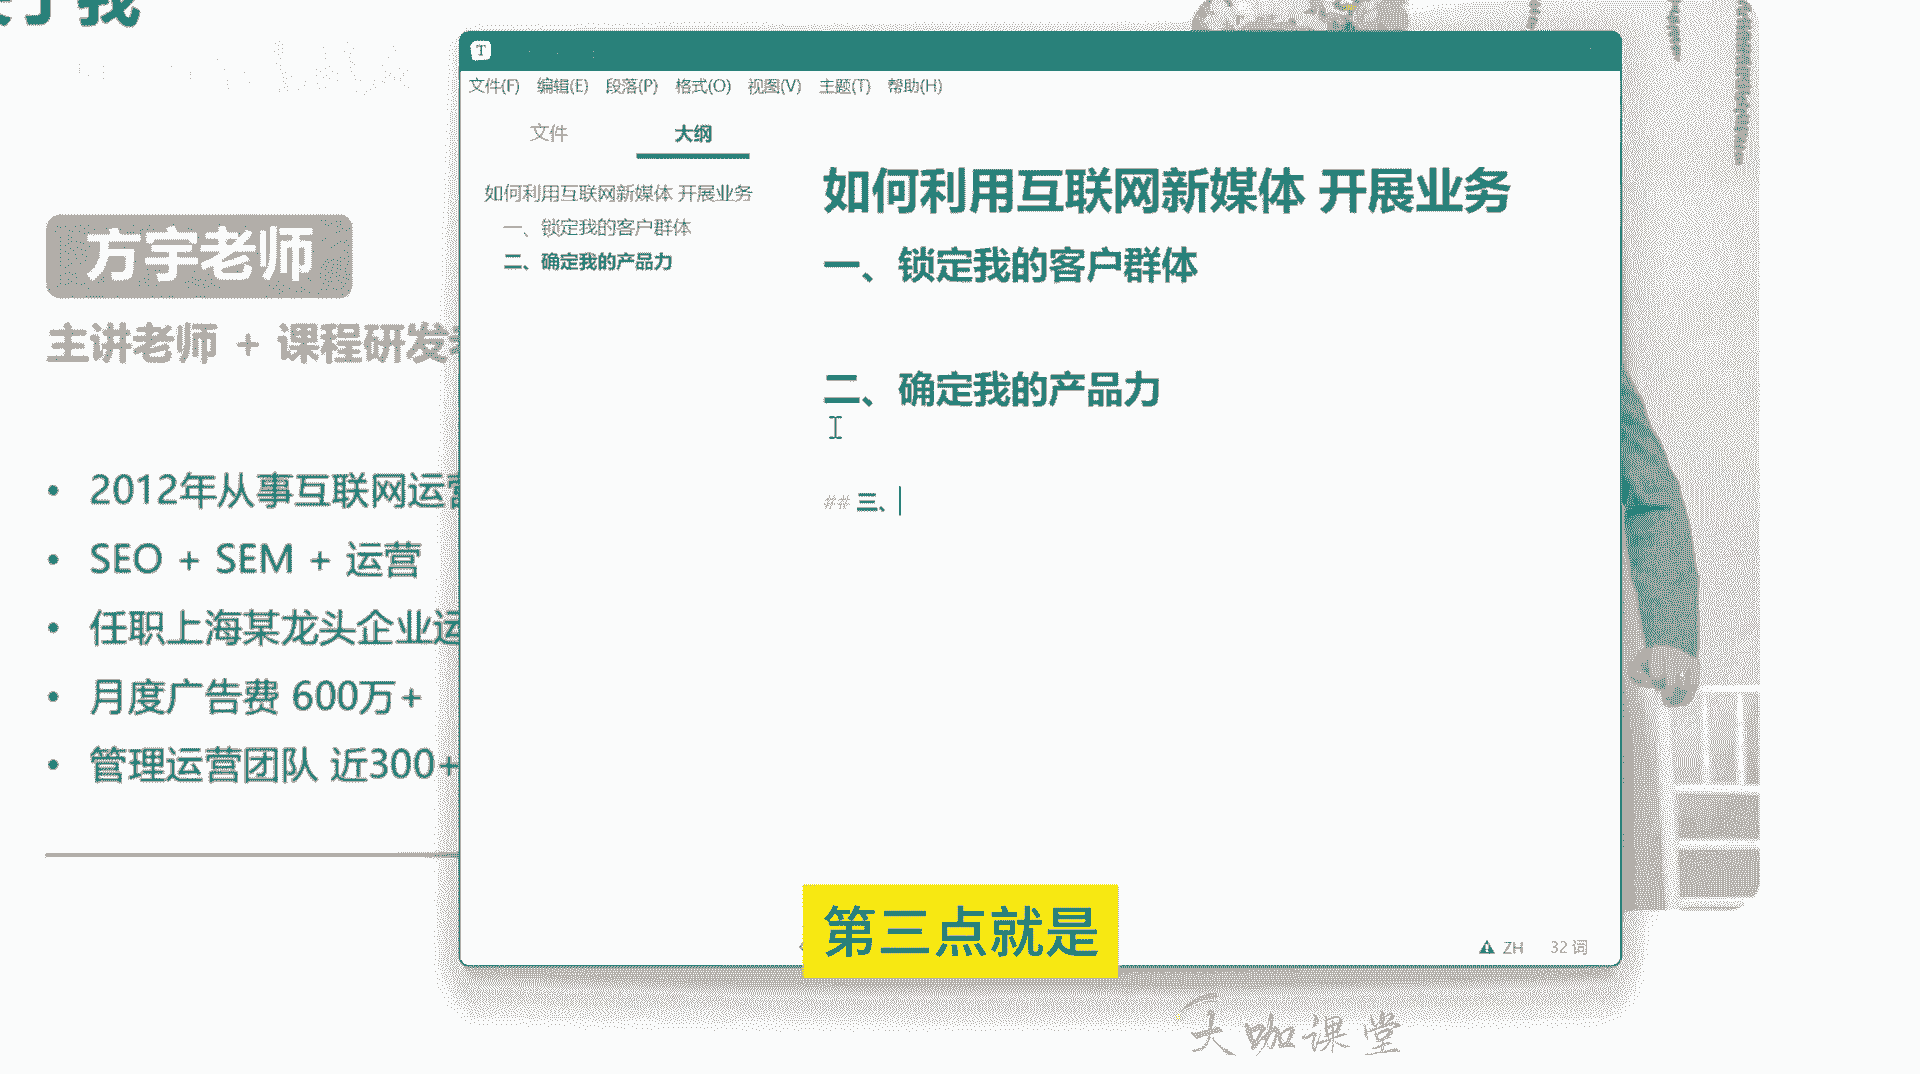 我
方宇老师
主讲老师 + 课程研发
2012年从事互联网运营
SEO + SEM + 运营
任职上海某龙头企业运
月度广告费 600万+
管理运营团队 近300+
T
文件(F) 编辑(E) 段落(P) 格式(O) 视图(V) 主题(T) 帮助(H)
文件 大纲
如何利用互联网新媒体 开展业务
一、锁定我的客户群体
二、确定我的产品力
如何利用互联网新媒体 开展业务
一、锁定我的客户群体
二、确定我的产品力
## 三、
第三点就是
ZH 32 词
大咖课堂